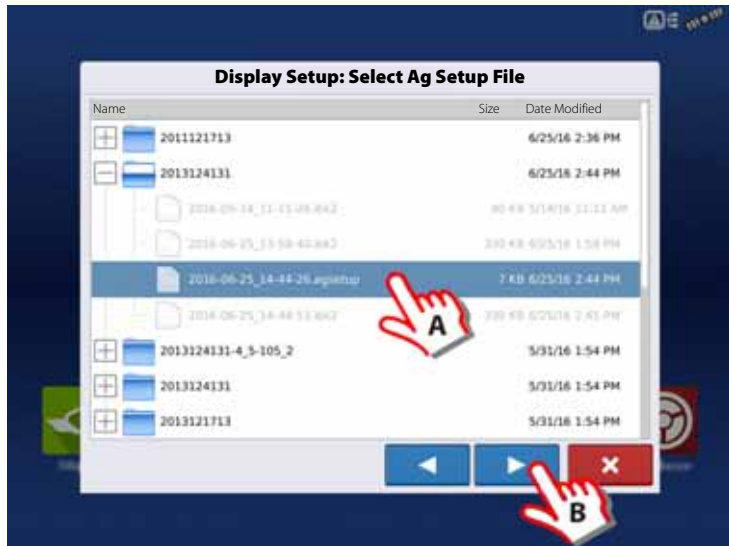 Display Setup: Select Ag Setup File
Name Size Date Modified
2011121713 6/25/16 2:36 PM
2013124131 6/25/16 2:44 PM
2016-06-25_14-44-26.agsetup 7 KB 6/25/16 2:44 PM
A
2013124131-4_5-105_2 5/31/16 1:54 PM
2013124131 5/31/16 1:54 PM
2013121713 5/31/16 1:54 PM
B